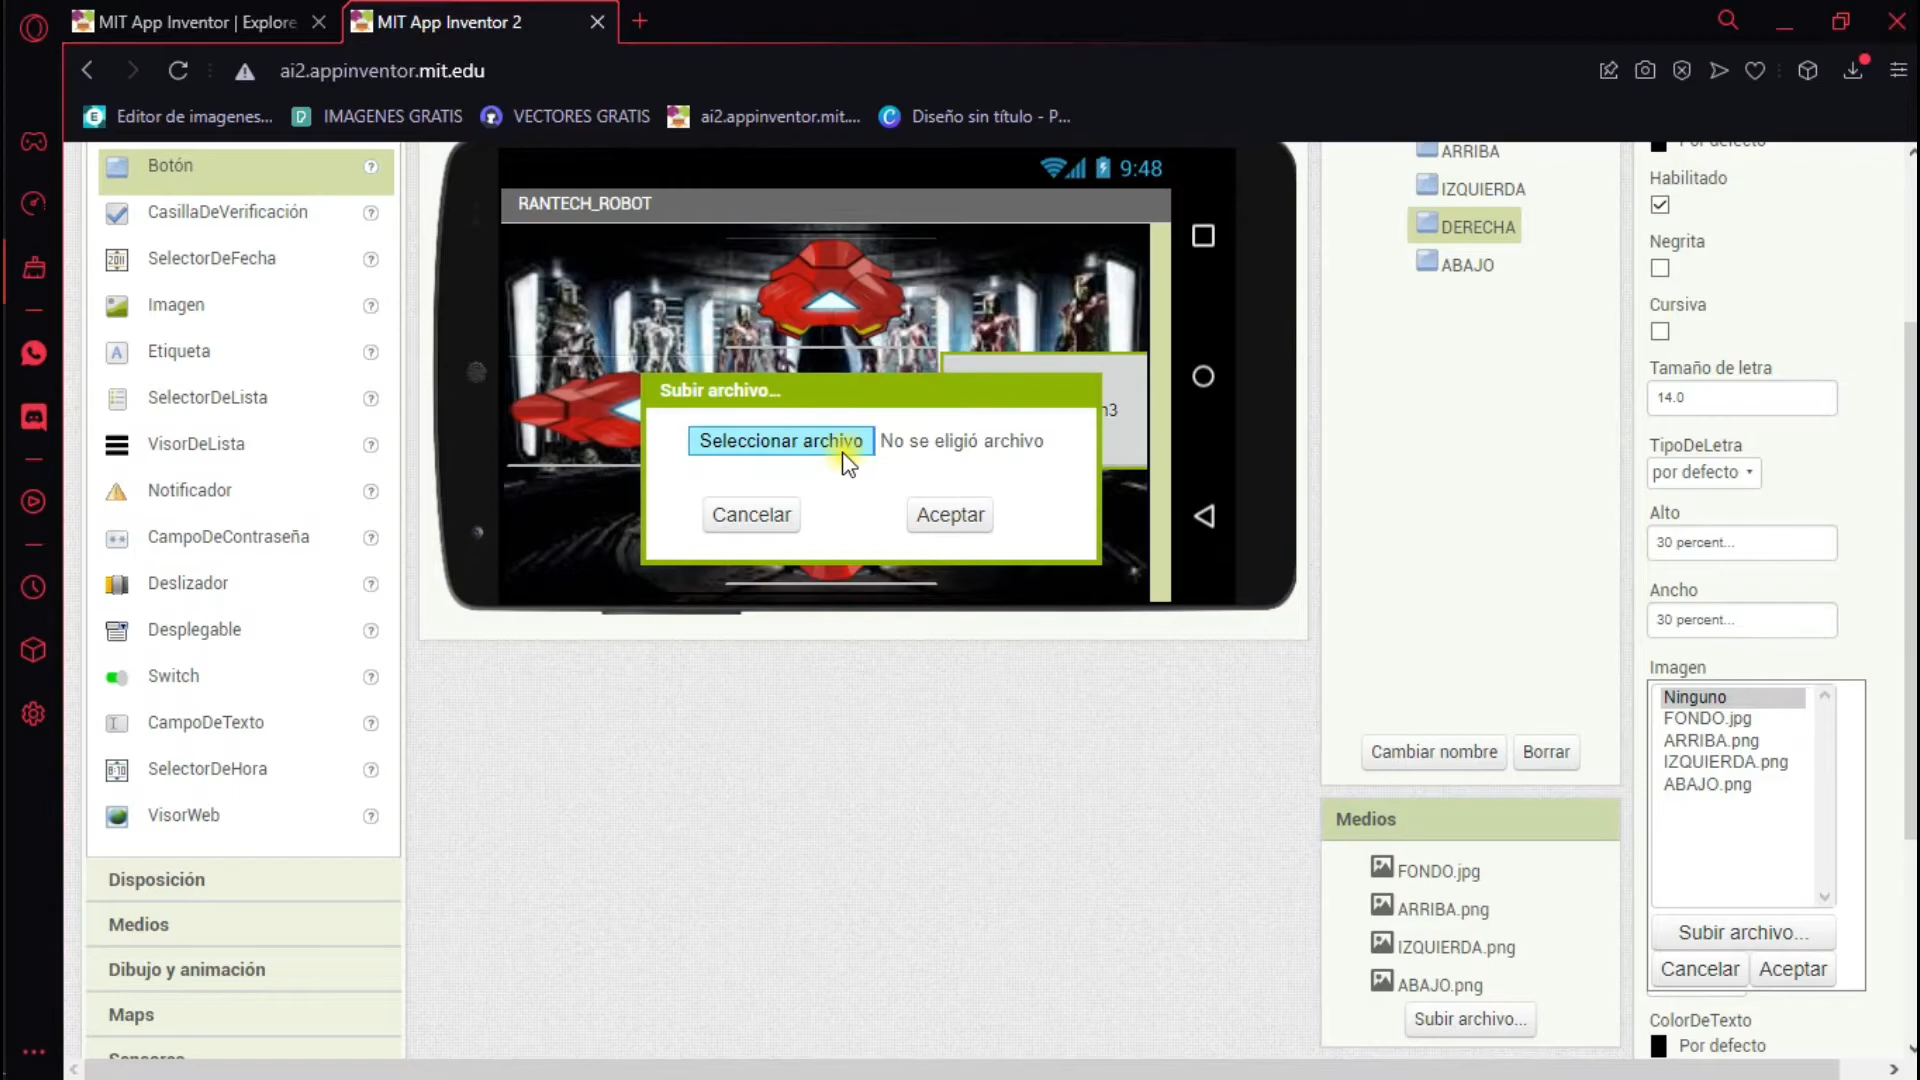 MIT App Inventor | Explore
MIT App Inventor 2
ai2.appinventor.mit.edu
Editor de imagenes...
IMAGENES GRATIS
VECTORES GRATIS
ai2.appinventor.mit....
Diseño sin título - P...
Botón
CasillaDeVerificación
SelectorDeFecha
Imagen
Etiqueta
SelectorDeLista
VisorDeLista
Notificador
CampoDeContraseña
Deslizador
Desplegable
Switch
CampoDeTexto
SelectorDeHora
VisorWeb
Disposición
Medios
Dibujo y animación
Maps
Sensores
9:48
RANTECH_ROBOT
n3
Subir archivo...
Seleccionar archivo No se eligió archivo
Cancelar
Aceptar
ARRIBA
IZQUIERDA
DERECHA
ABAJO
Cambiar nombre
Borrar
Medios
FONDO.jpg
ARRIBA.png
IZQUIERDA.png
ABAJO.png
Subir archivo...
Por defecto
Habilitado
Negrita
Cursiva
Tamaño de letra
14.0
TipoDeLetra
por defecto
Alto
30 percent...
Ancho
30 percent...
Imagen
Ninguno
FONDO.jpg
ARRIBA.png
IZQUIERDA.png
ABAJO.png
Subir archivo...
Cancelar
Aceptar
ColorDeTexto
Por defecto